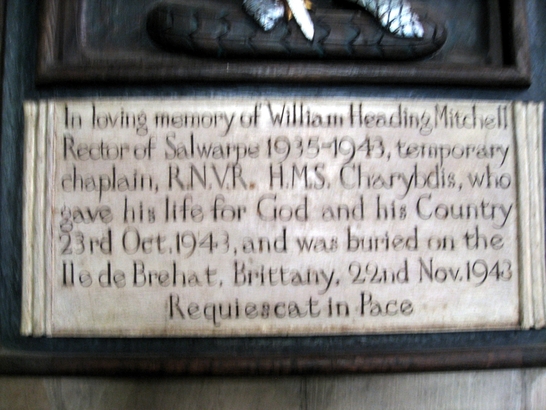 In loving memory of William Heading Mitchell
Rector of Salwarpe 1935-1943, temporary
chaplain, R.N.V.R. H.M.S. Charybdis, who
gave his life for God and his Country
23rd Oct. 1943, and was buried on the
Ile de Brehat, Brittany, 22nd Nov. 1943
Requiescat in Pace